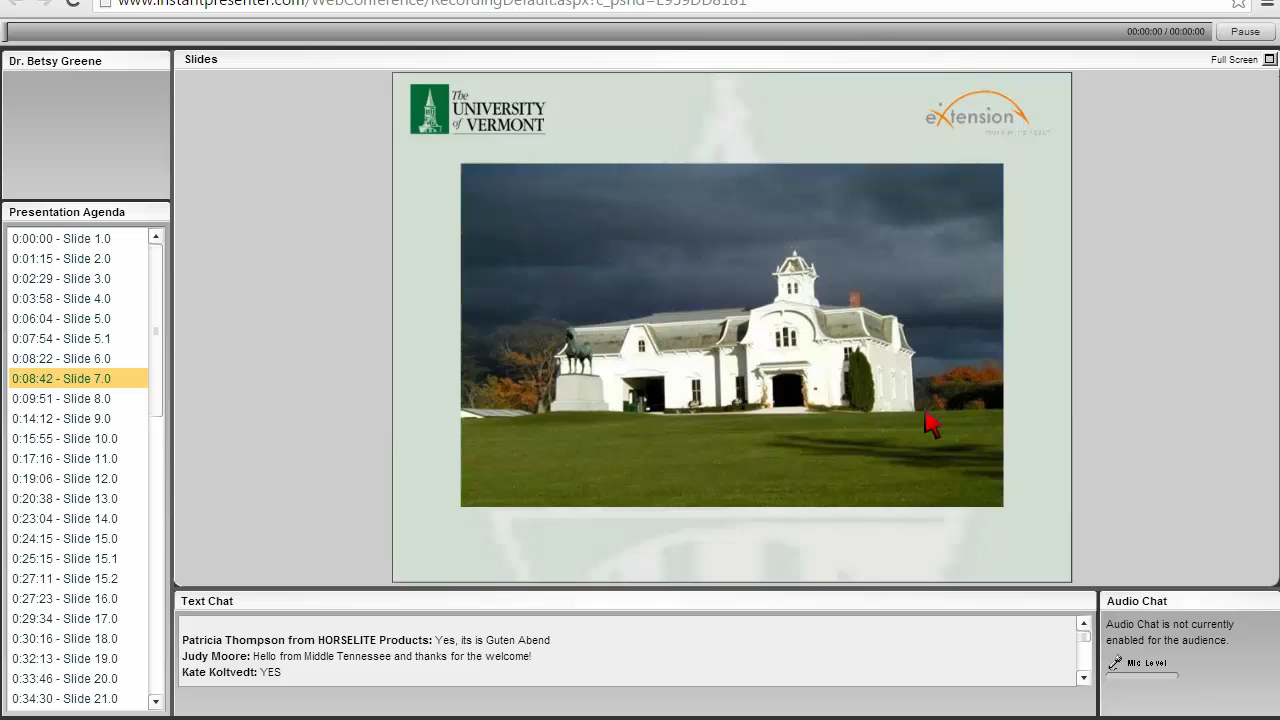 www.instantpresenter.com/WebConference/RecordingDefault.aspx?c_psrid=E959DD8181
00:00:00 / 00:00:00
Pause
Dr. Betsy Greene
Slides
Full Screen
The
UNIVERSITY
of VERMONT
eXtension
Presentation Agenda
0:00:00 - Slide 1.0
0:01:15 - Slide 2.0
0:02:29 - Slide 3.0
0:03:58 - Slide 4.0
0:06:04 - Slide 5.0
0:07:54 - Slide 5.1
0:08:22 - Slide 6.0
0:08:42 - Slide 7.0
0:09:51 - Slide 8.0
0:14:12 - Slide 9.0
0:15:55 - Slide 10.0
0:17:16 - Slide 11.0
0:19:06 - Slide 12.0
0:20:38 - Slide 13.0
0:23:04 - Slide 14.0
0:24:15 - Slide 15.0
0:25:15 - Slide 15.1
0:27:11 - Slide 15.2
0:27:23 - Slide 16.0
0:29:34 - Slide 17.0
0:30:16 - Slide 18.0
0:32:13 - Slide 19.0
0:33:46 - Slide 20.0
0:34:30 - Slide 21.0
Text Chat
Patricia Thompson from HORSELITE Products: Yes, its is Guten Abend
Judy Moore: Hello from Middle Tennessee and thanks for the welcome!
Kate Koltvedt: YES
Audio Chat
Audio Chat is not currently
enabled for the audience.
Mic Level